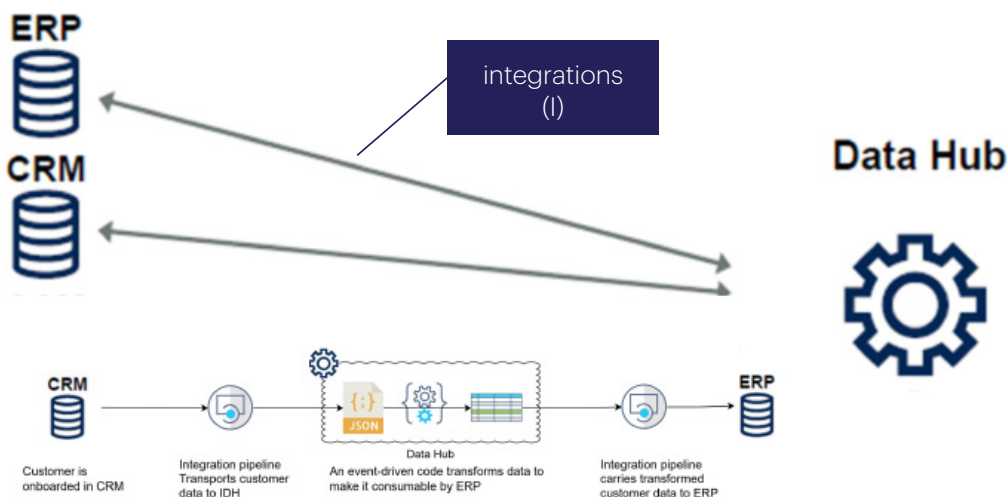 ERP
integrations
(I)
CRM
Data Hub
CRM
{;}
JSON
{ }
ERP
Data Hub
Customer is
onboarded in CRM
Integration pipeline
Transports customer
data to IDH
An event-driven code transforms data to
make it consumable by ERP
Integration pipeline
carries transformed
customer data to ERP